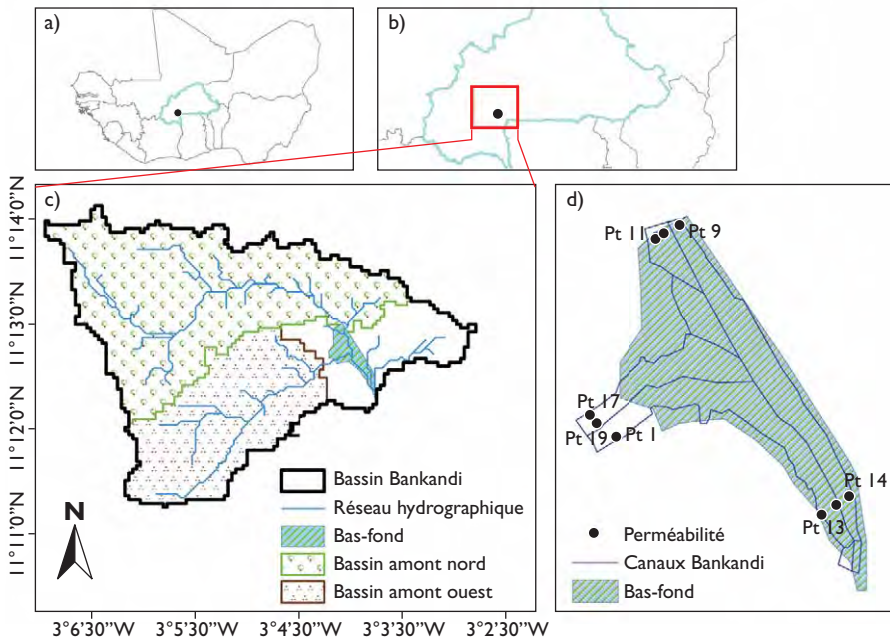 a)
b)
c)
11°4'0"N
11°13'0"N
11°12'0"N
11°11'0"N
N
Bassin Bankandi
Réseau hydrographique
Bas-fond
Bassin amont nord
Bassin amont ouest
3°6'30"W
3°5'30"W
3°4'30"W
3°3'30"W
3°2'30"W
d)
Pt 11
Pt 9
Pt 17
Pt 19
Pt 1
Pt 14
Pt 13
Perméabilité
Canaux Bankandi
Bas-fond